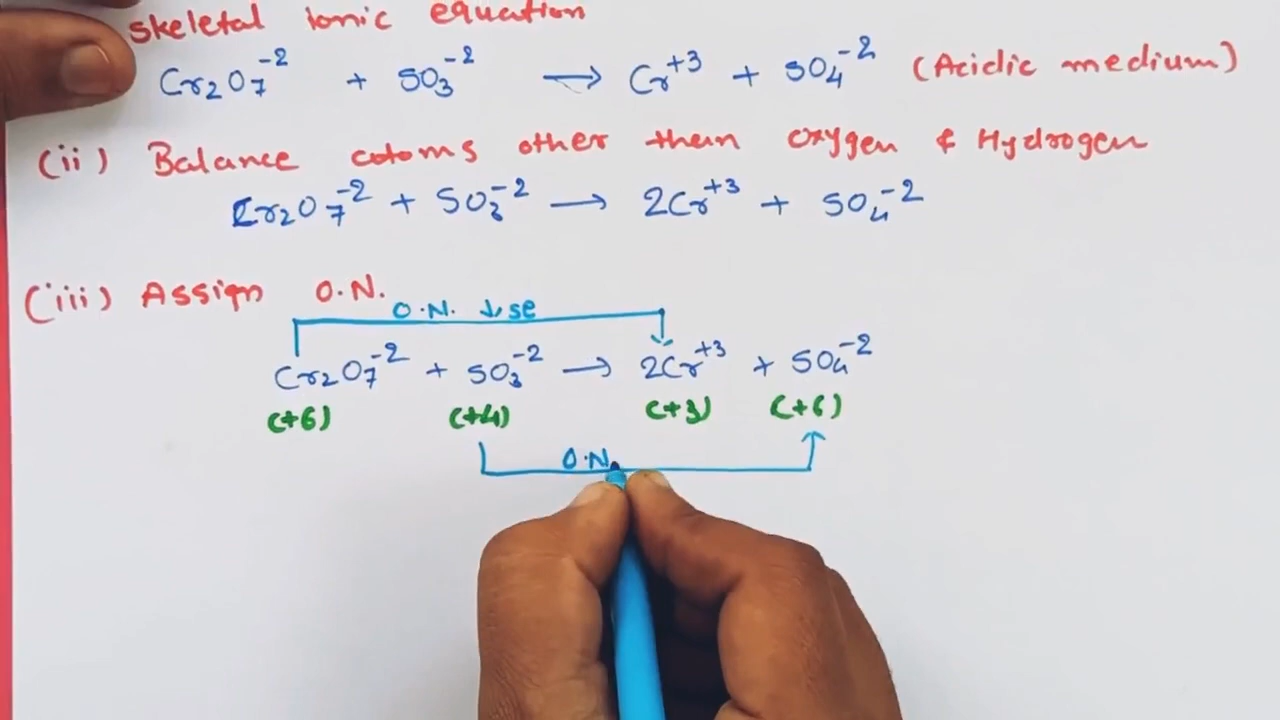 skeletal ionic equation
Cr₂O₇⁻² + SO₃⁻² → Cr⁺³ + SO₄⁻² (Acidic medium)
(ii) Balance atoms other than oxygen & Hydrogen
Cr₂O₇⁻² + SO₃⁻² → 2Cr⁺³ + SO₄⁻²
(iii) Assign O.N.
O.N. ↓se
Cr₂O₇⁻² + SO₃⁻² → 2Cr⁺³ + SO₄⁻²
(+6) (+4) (+3) (+6)
O.N.